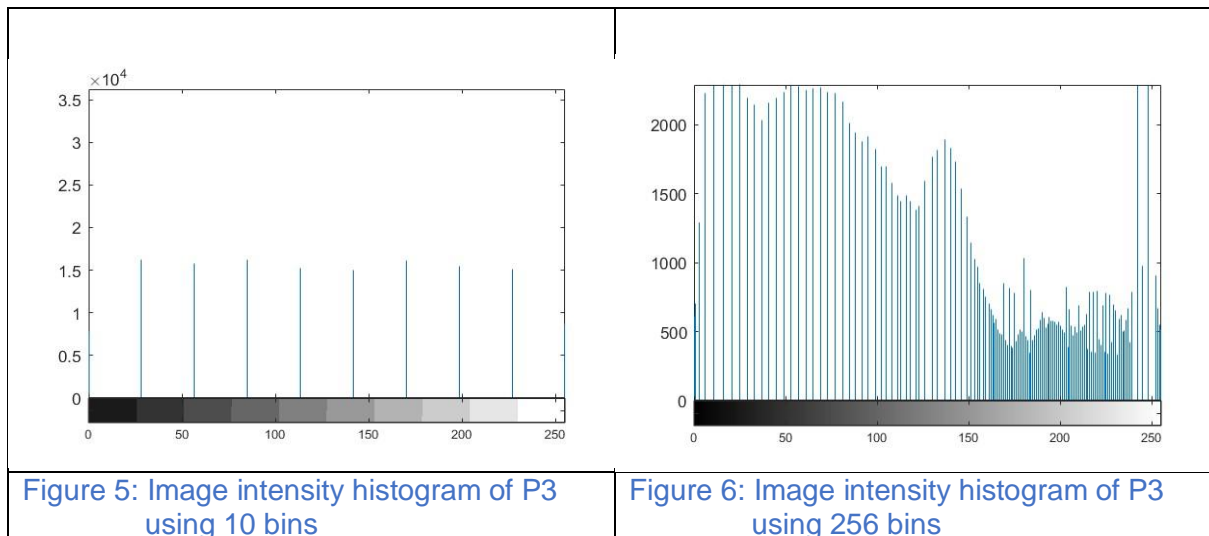 ×10⁴
3.5
3
2.5
2
1.5
1
0.5
0
0 50 100 150 200 250
2000
1500
1000
500
0
0 50 100 150 200 250
Figure 5: Image intensity histogram of P3
using 10 bins
Figure 6: Image intensity histogram of P3
using 256 bins